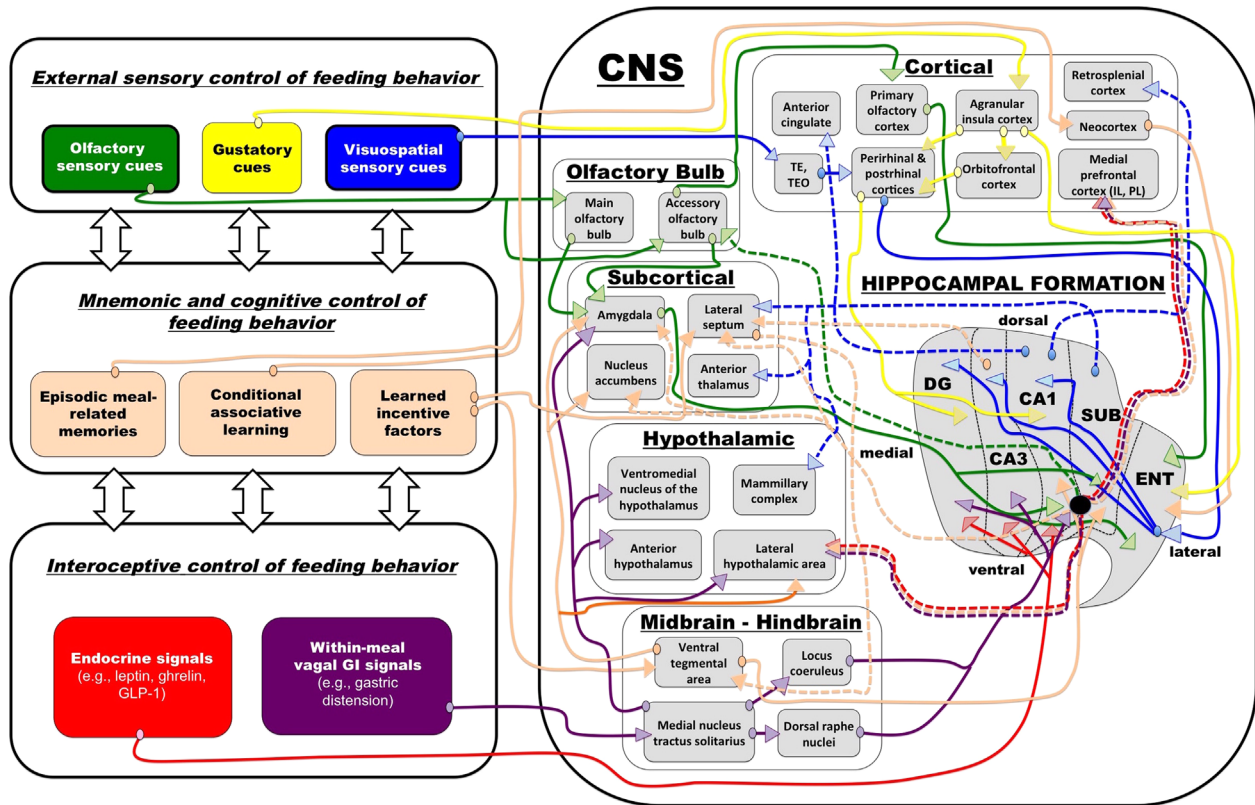 External sensory control of feeding behavior
Olfactory
sensory cues
Gustatory
cues
Visuospatial
sensory cues
Mnemonic and cognitive control of
feeding behavior
Episodic meal-
related
memories
Conditional
associative
learning
Learned
incentive
factors
Interoceptive control of feeding behavior
Endocrine signals
(e.g., leptin, ghrelin,
GLP-1)
Within-meal
vagal GI signals
(e.g., gastric
distension)
CNS
Cortical
Anterior
cingulate
Primary
olfactory
cortex
Agranular
insula cortex
Retrosplenial
cortex
Neocortex
TE,
TEO
Perirhinal &
postrhinal
cortices
Orbitofrontal
cortex
Medial
prefrontal
cortex (IL, PL)
Olfactory Bulb
Main
olfactory
bulb
Accessory
olfactory
bulb
Subcortical
Amygdala
Lateral
septum
Nucleus
accumbens
Anterior
thalamus
Hypothalamic
Ventromedial
nucleus of the
hypothalamus
Mammillary
complex
Anterior
hypothalamus
Lateral
hypothalamic area
Midbrain - Hindbrain
Ventral
tegmental
area
Locus
coeruleus
Medial nucleus
tractus solitarius
Dorsal raphe
nuclei
HIPPOCAMPAL FORMATION
dorsal
DG
CA1
SUB
medial
CA3
ENT
lateral
ventral